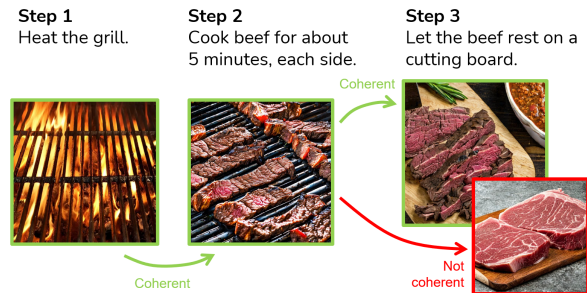 Step 1
Heat the grill.
Step 2
Cook beef for about
5 minutes, each side.
Step 3
Let the beef rest on a
cutting board.
Coherent
Coherent
Not
coherent